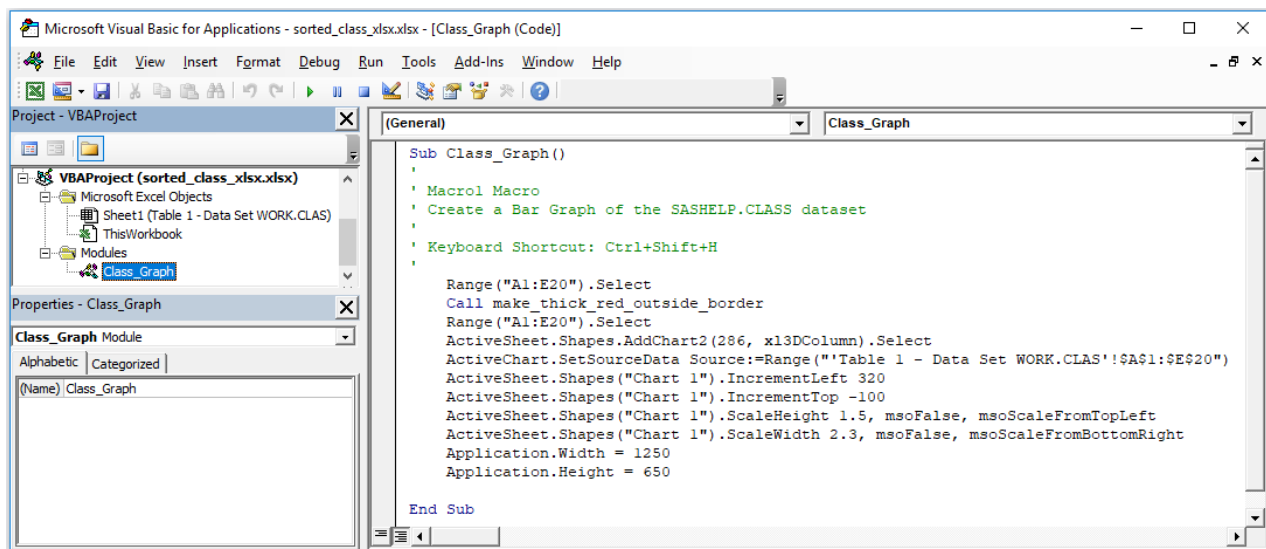 Microsoft Visual Basic for Applications - sorted_class_xlsx.xlsx - [Class_Graph (Code)]
File Edit View Insert Format Debug Run Tools Add-Ins Window Help
Project - VBAProject
VBAProject (sorted_class_xlsx.xlsx)
Microsoft Excel Objects
Sheet1 (Table 1 - Data Set WORK.CLAS)
ThisWorkbook
Modules
Class_Graph
Properties - Class_Graph
Class_Graph Module
Alphabetic Categorized
(Name) Class_Graph
(General) Class_Graph
Sub Class_Graph()
'
' Macro1 Macro
' Create a Bar Graph of the SASHELP.CLASS dataset
'
' Keyboard Shortcut: Ctrl+Shift+H
'
Range("A1:E20").Select
Call make_thick_red_outside_border
Range("A1:E20").Select
ActiveSheet.Shapes.AddChart2(286, xl3DColumn).Select
ActiveChart.SetSourceData Source:=Range("'Table 1 - Data Set WORK.CLAS'!$A$1:$E$20")
ActiveSheet.Shapes("Chart 1").IncrementLeft 320
ActiveSheet.Shapes("Chart 1").IncrementTop -100
ActiveSheet.Shapes("Chart 1").ScaleHeight 1.5, msoFalse, msoScaleFromTopLeft
ActiveSheet.Shapes("Chart 1").ScaleWidth 2.3, msoFalse, msoScaleFromBottomRight
Application.Width = 1250
Application.Height = 650
End Sub